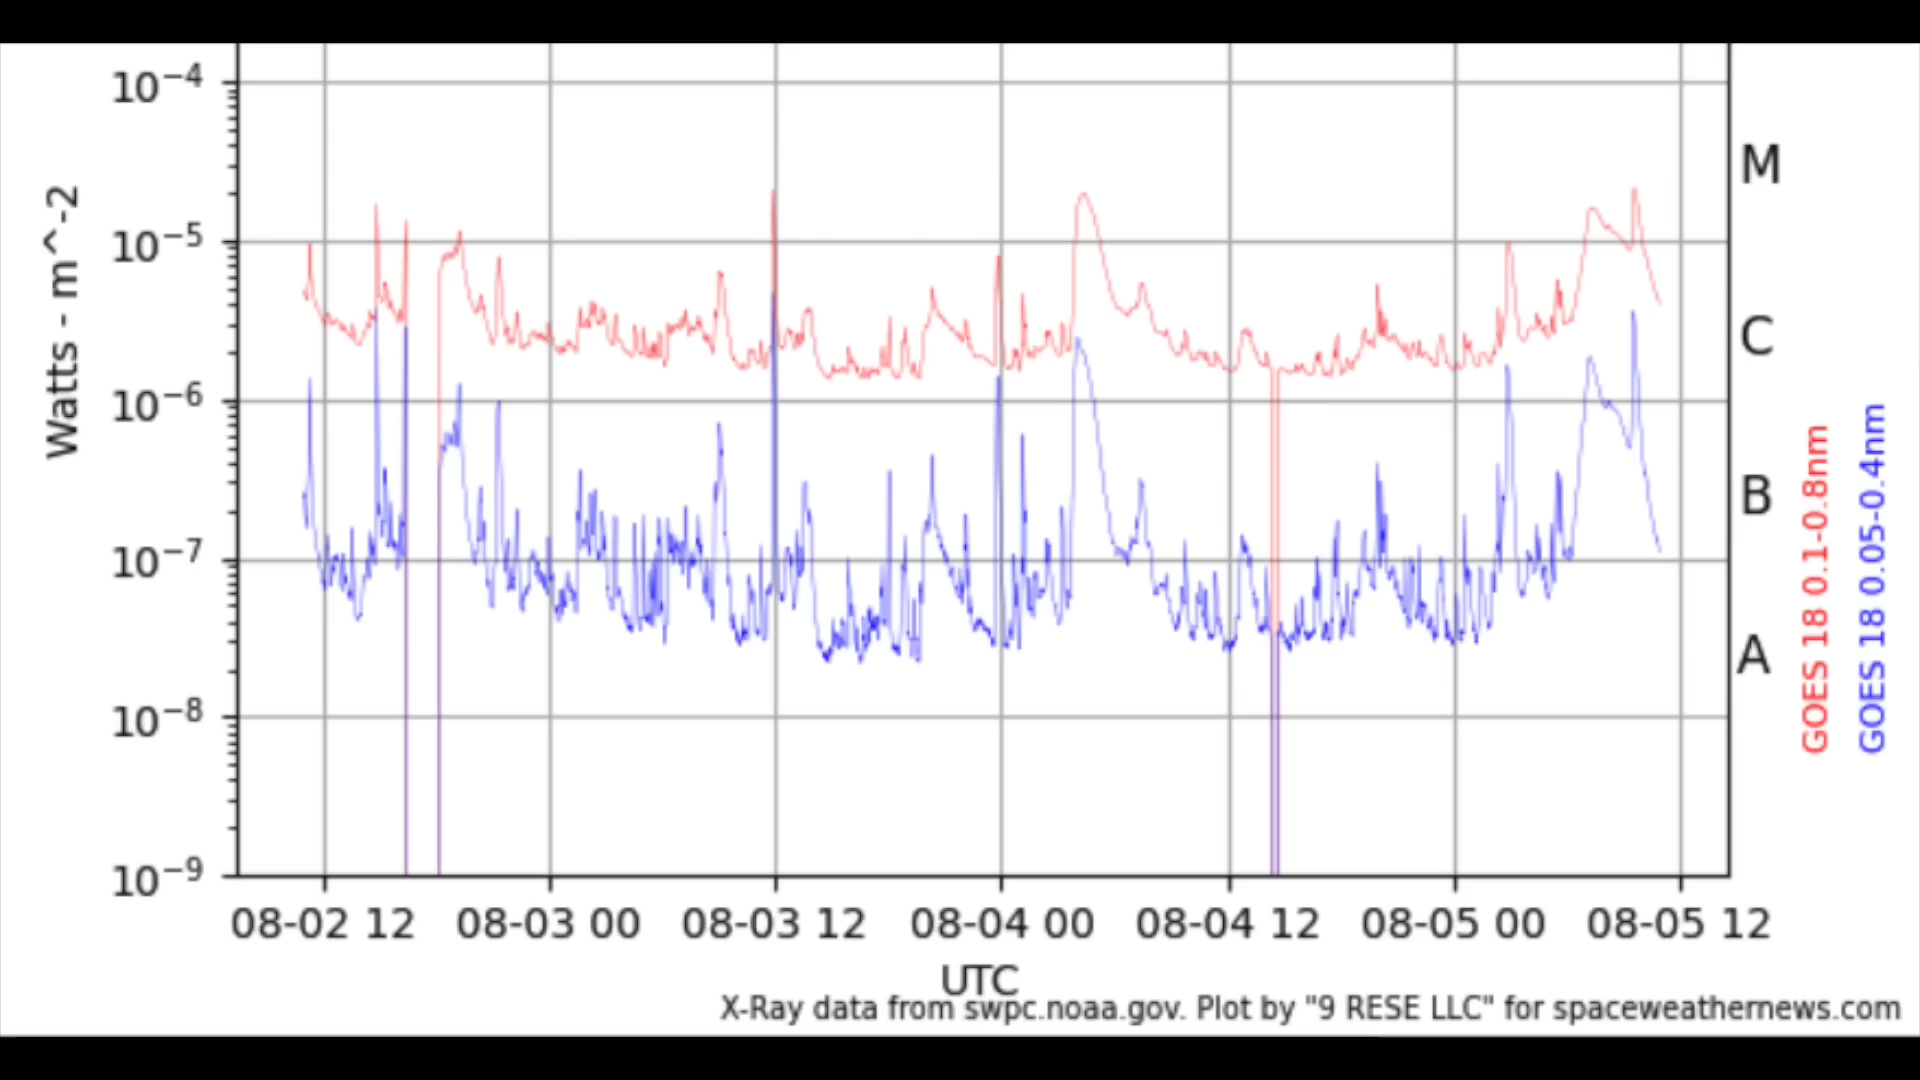 10−4
10−5
10−6
10−7
10−8
10−9
Watts - m^-2
M
C
B
A
GOES 18 0.1-0.8nm
GOES 18 0.05-0.4nm
08-02 12
08-03 00
08-03 12
08-04 00
08-04 12
08-05 00
08-05 12
UTC
X-Ray data from swpc.noaa.gov. Plot by "9 RESE LLC" for spaceweathernews.com